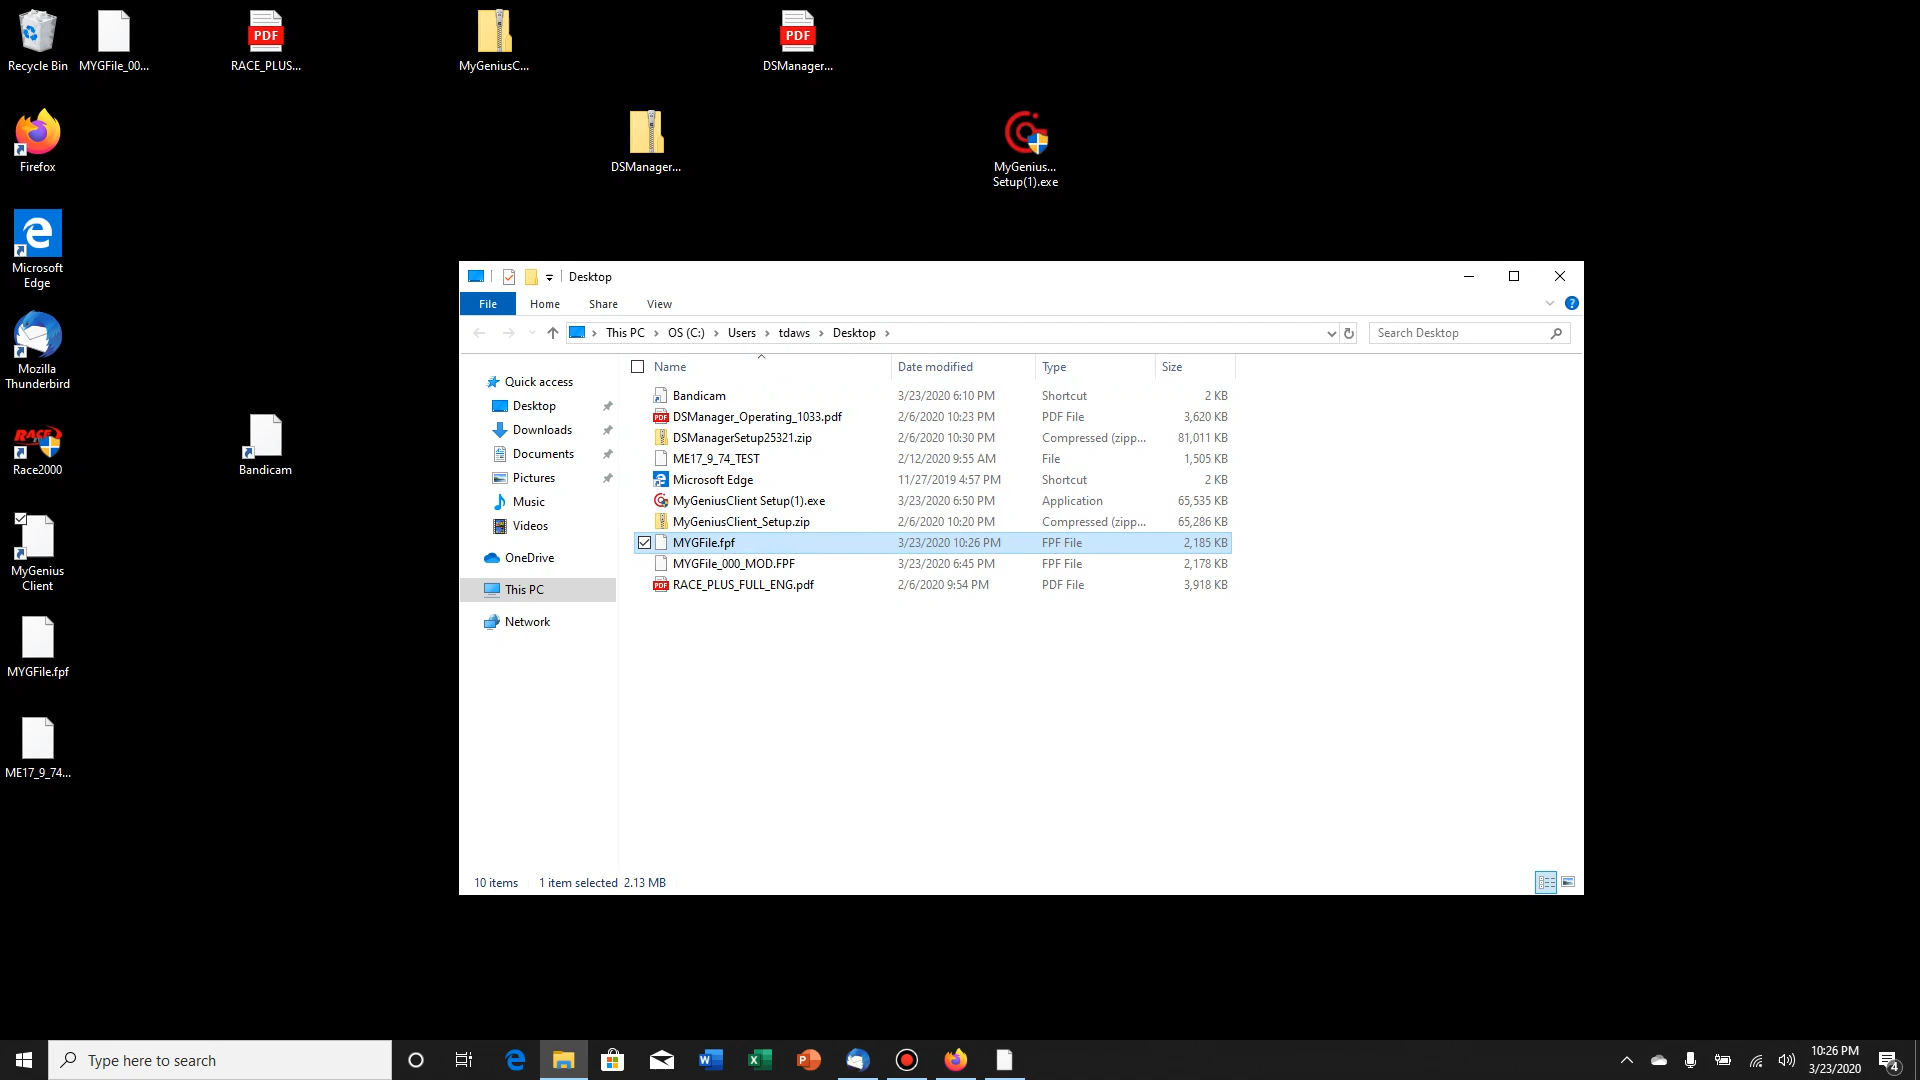 Recycle Bin
MYGFile_00...
PDF
RACE_PLUS...
MyGeniusC...
PDF
DSManager...
Firefox
DSManager...
MyGenius...
Setup(1).exe
Microsoft
Edge
Mozilla
Thunderbird
RACE
Race2000
Bandicam
MyGenius
Client
MYGFile.fpf
ME17_9_74...
Desktop
File
Home
Share
View
?
This PC
OS (C:)
Users
tdaws
Desktop
Search Desktop
Quick access
Desktop
Downloads
Documents
Pictures
Music
Videos
OneDrive
This PC
Network
Name Date modified Type Size
Bandicam 3/23/2020 6:10 PM Shortcut 2 KB
PDF DSManager_Operating_1033.pdf 2/6/2020 10:23 PM PDF File 3,620 KB
DSManagerSetup25321.zip 2/6/2020 10:30 PM Compressed (zipp... 81,011 KB
ME17_9_74_TEST 2/12/2020 9:55 AM File 1,505 KB
Microsoft Edge 11/27/2019 4:57 PM Shortcut 2 KB
MyGeniusClient Setup(1).exe 3/23/2020 6:50 PM Application 65,535 KB
MyGeniusClient_Setup.zip 2/6/2020 10:20 PM Compressed (zipp... 65,286 KB
MYGFile.fpf 3/23/2020 10:26 PM FPF File 2,185 KB
MYGFile_000_MOD.FPF 3/23/2020 6:45 PM FPF File 2,178 KB
PDF RACE_PLUS_FULL_ENG.pdf 2/6/2020 9:54 PM PDF File 3,918 KB
10 items 1 item selected 2.13 MB
Type here to search
10:26 PM
3/23/2020
4